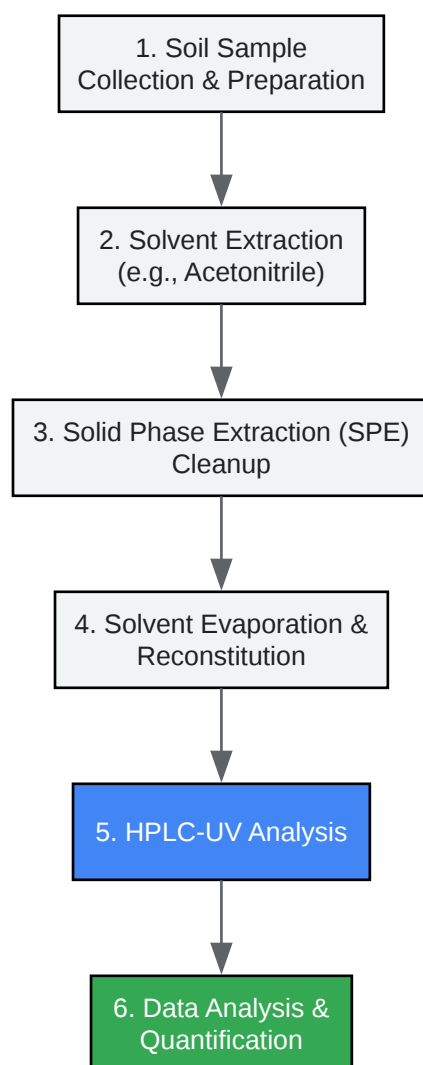 1. Soil Sample
Collection & Preparation
2. Solvent Extraction
(e.g., Acetonitrile)
3. Solid Phase Extraction (SPE)
Cleanup
4. Solvent Evaporation &
Reconstitution
5. HPLC-UV Analysis
6. Data Analysis &
Quantification